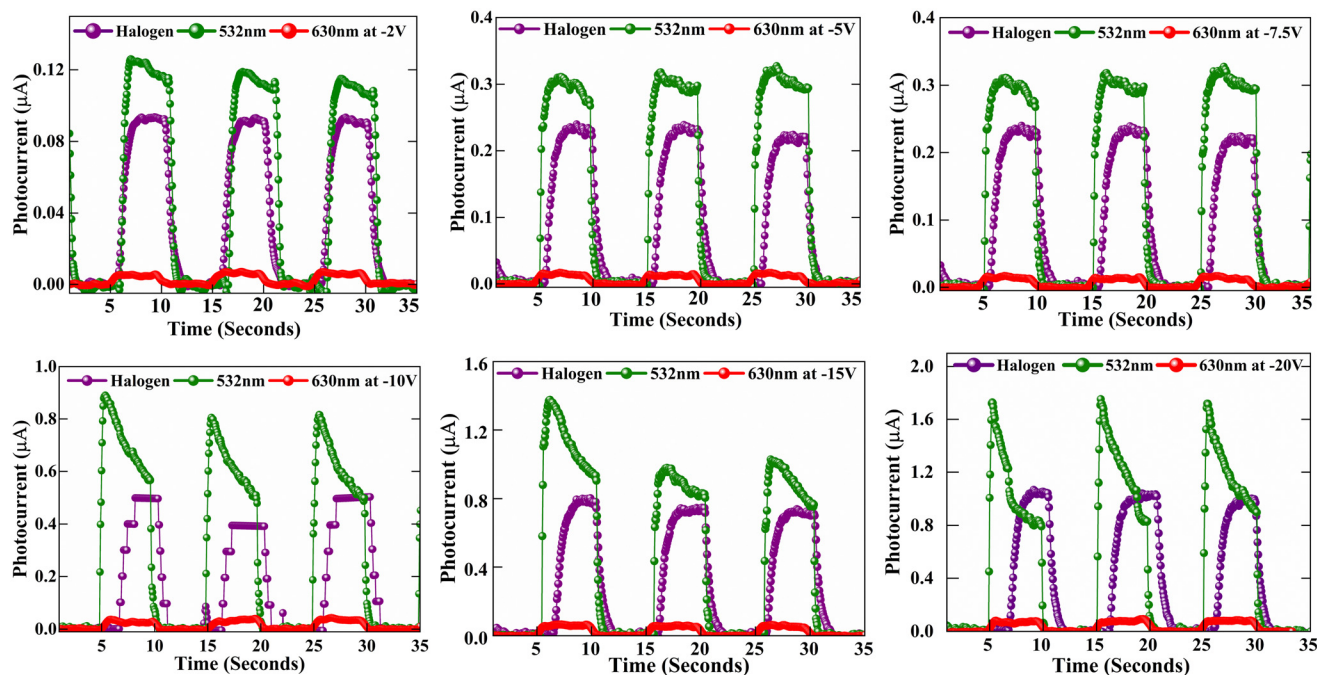 Halogen 532nm 630nm at -2V
Photocurrent (µA)
0.12
0.08
0.04
0.00
5 10 15 20 25 30 35
Time (Seconds)
Halogen 532nm 630nm at -5V
Photocurrent (µA)
0.4
0.3
0.2
0.1
0.0
5 10 15 20 25 30 35
Time (Seconds)
Halogen 532nm 630nm at -7.5V
Photocurrent (µA)
0.4
0.3
0.2
0.1
0.0
5 10 15 20 25 30 35
Time (Seconds)
Halogen 532nm 630nm at -10V
Photocurrent (µA)
1.0
0.8
0.6
0.4
0.2
0.0
5 10 15 20 25 30 35
Time (Seconds)
Halogen 532nm 630nm at -15V
Photocurrent (µA)
1.6
1.2
0.8
0.4
0.0
5 10 15 20 25 30 35
Time (Seconds)
Halogen 532nm 630nm at -20V
Photocurrent (µA)
2.0
1.6
1.2
0.8
0.4
0.0
5 10 15 20 25 30 35
Time (Seconds)